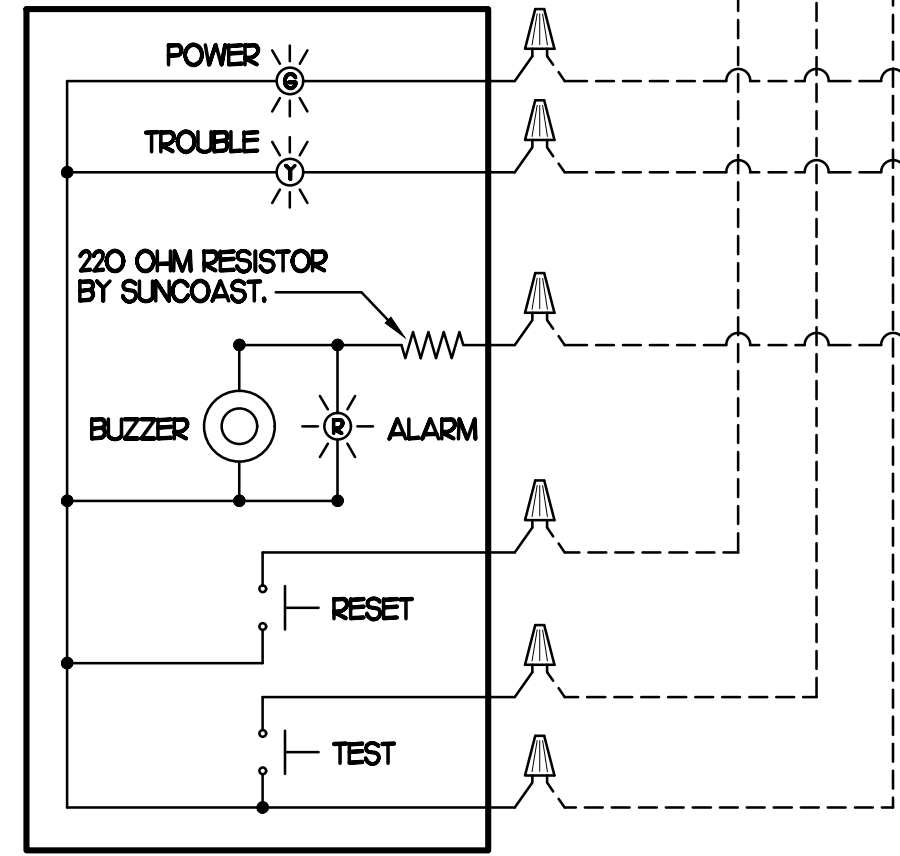 POWER
G
TROUBLE
Y
220 OHM RESISTOR
BY SUNCOAST.
BUZZER
R
ALARM
RESET
TEST